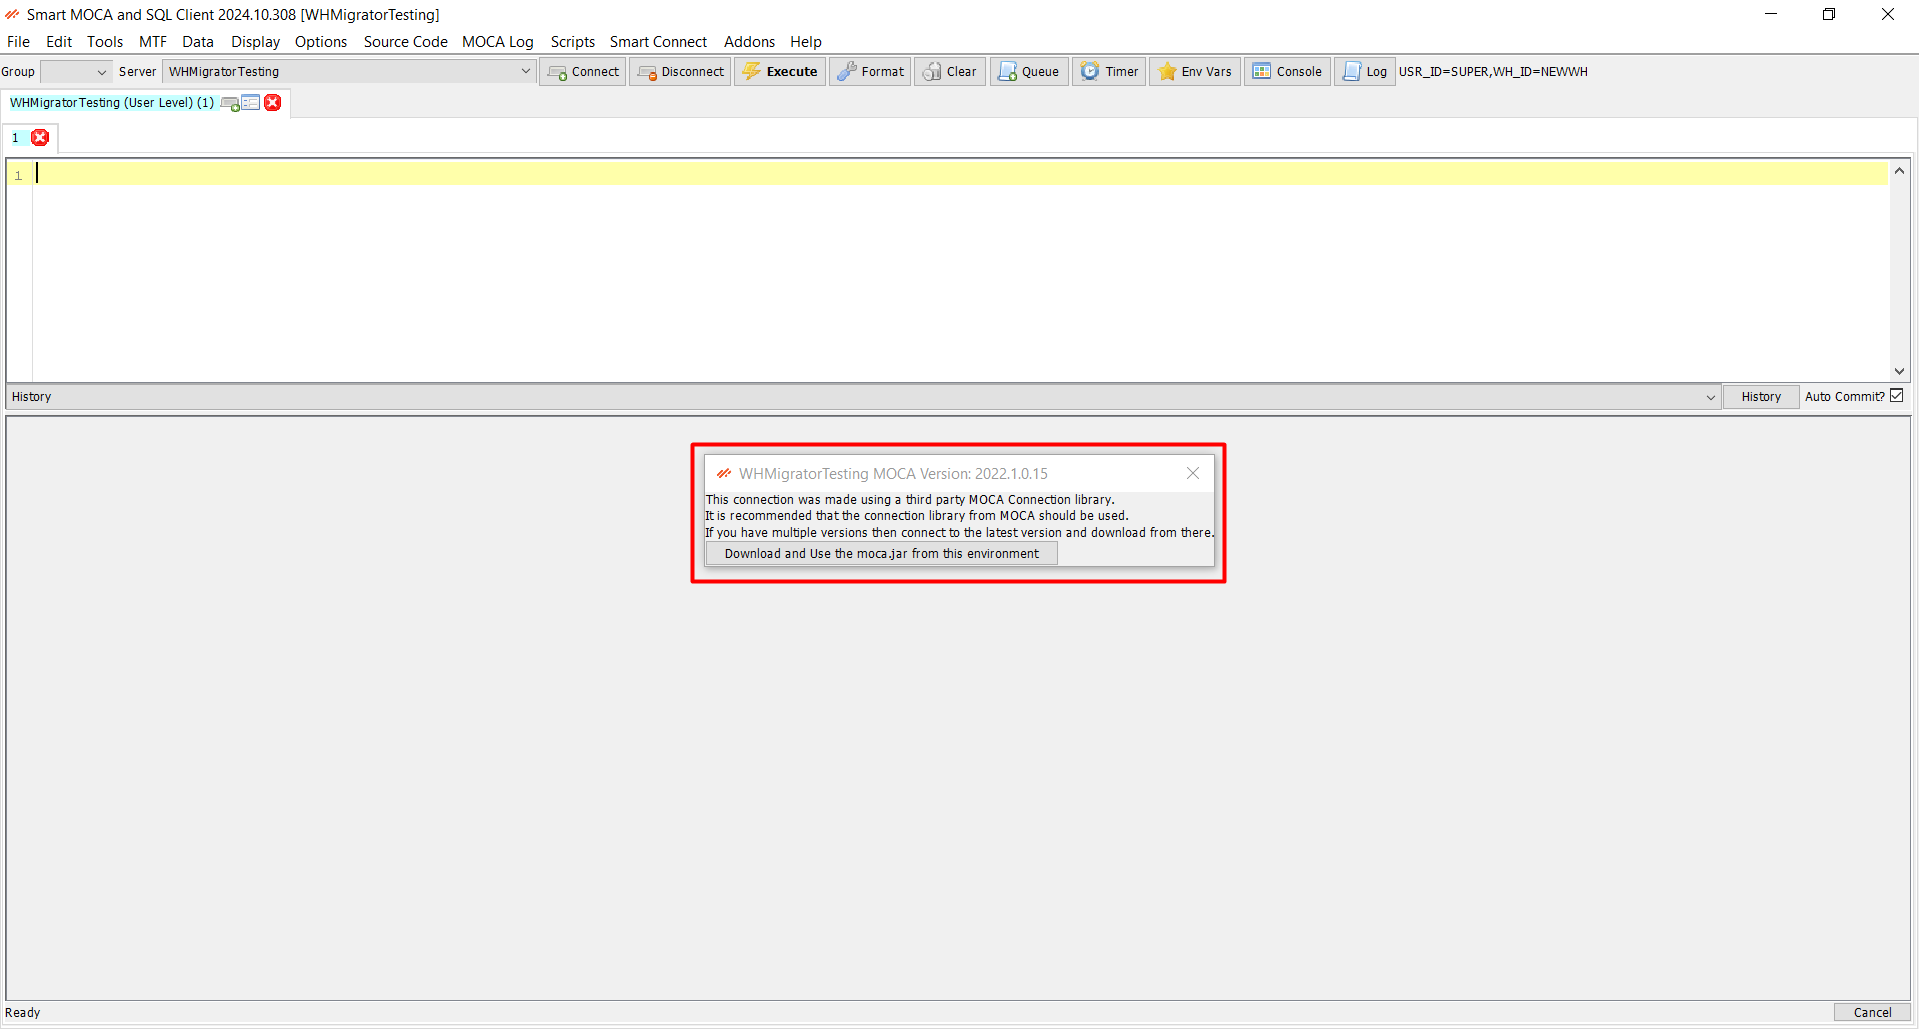 Smart MOCA and SQL Client 2024.10.308 [WHMigratorTesting]
File Edit Tools MTF Data Display Options Source Code MOCA Log Scripts Smart Connect Addons Help
Group Server WHMigratorTesting Connect Disconnect Execute Format Clear Queue Timer Env Vars Console Log USR_ID=SUPER,WH_ID=NEWWH
WHMigratorTesting (User Level) (1)
1
1
History History Auto Commit?
WHMigratorTesting MOCA Version: 2022.1.0.15
This connection was made using a third party MOCA Connection library.
It is recommended that the connection library from MOCA should be used.
If you have multiple versions then connect to the latest version and download from there.
Download and Use the moca.jar from this environment
Ready Cancel